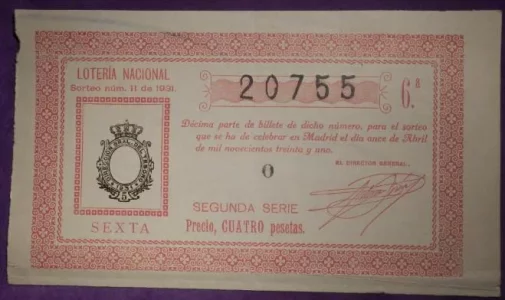 LOTERÍA NACIONAL
Sorteo núm. 11 de 1931.
20755
6.ª
Décima parte de billete de dicho número, para el sorteo
que se ha de celebrar en Madrid el día once de Abril
de mil novecientos treinta y uno.
EL DIRECTOR GENERAL,
0
SEGUNDA SERIE
Precio, CUATRO pesetas.
SEXTA